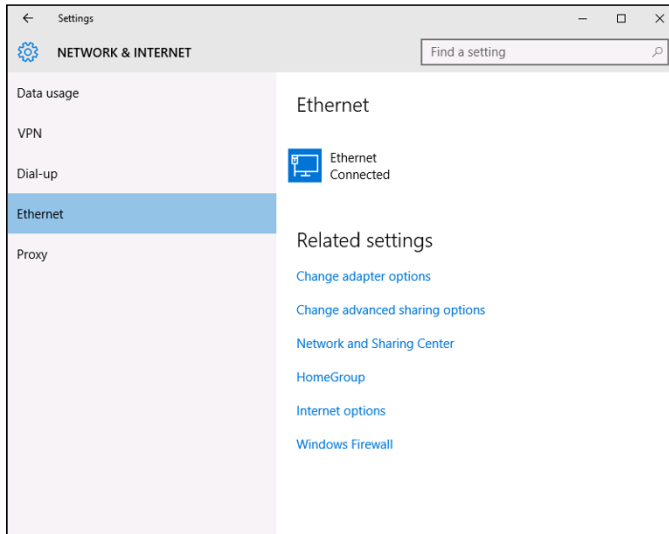 Settings
NETWORK & INTERNET
Find a setting
Data usage
VPN
Dial-up
Ethernet
Proxy
Ethernet
Ethernet
Connected
Related settings
Change adapter options
Change advanced sharing options
Network and Sharing Center
HomeGroup
Internet options
Windows Firewall